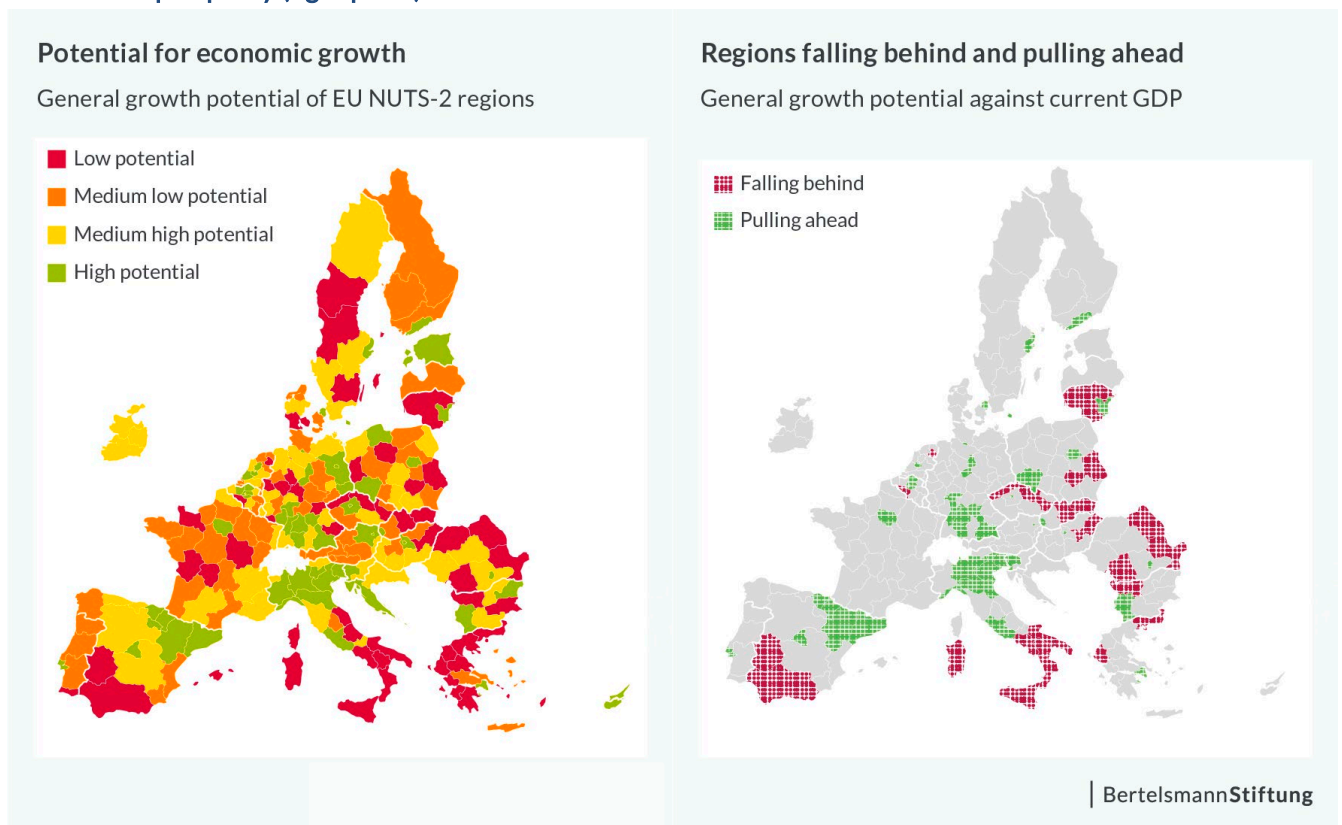 Potential for economic growth
General growth potential of EU NUTS-2 regions
Low potential
Medium low potential
Medium high potential
High potential
Regions falling behind and pulling ahead
General growth potential against current GDP
Falling behind
Pulling ahead
BertelsmannStiftung